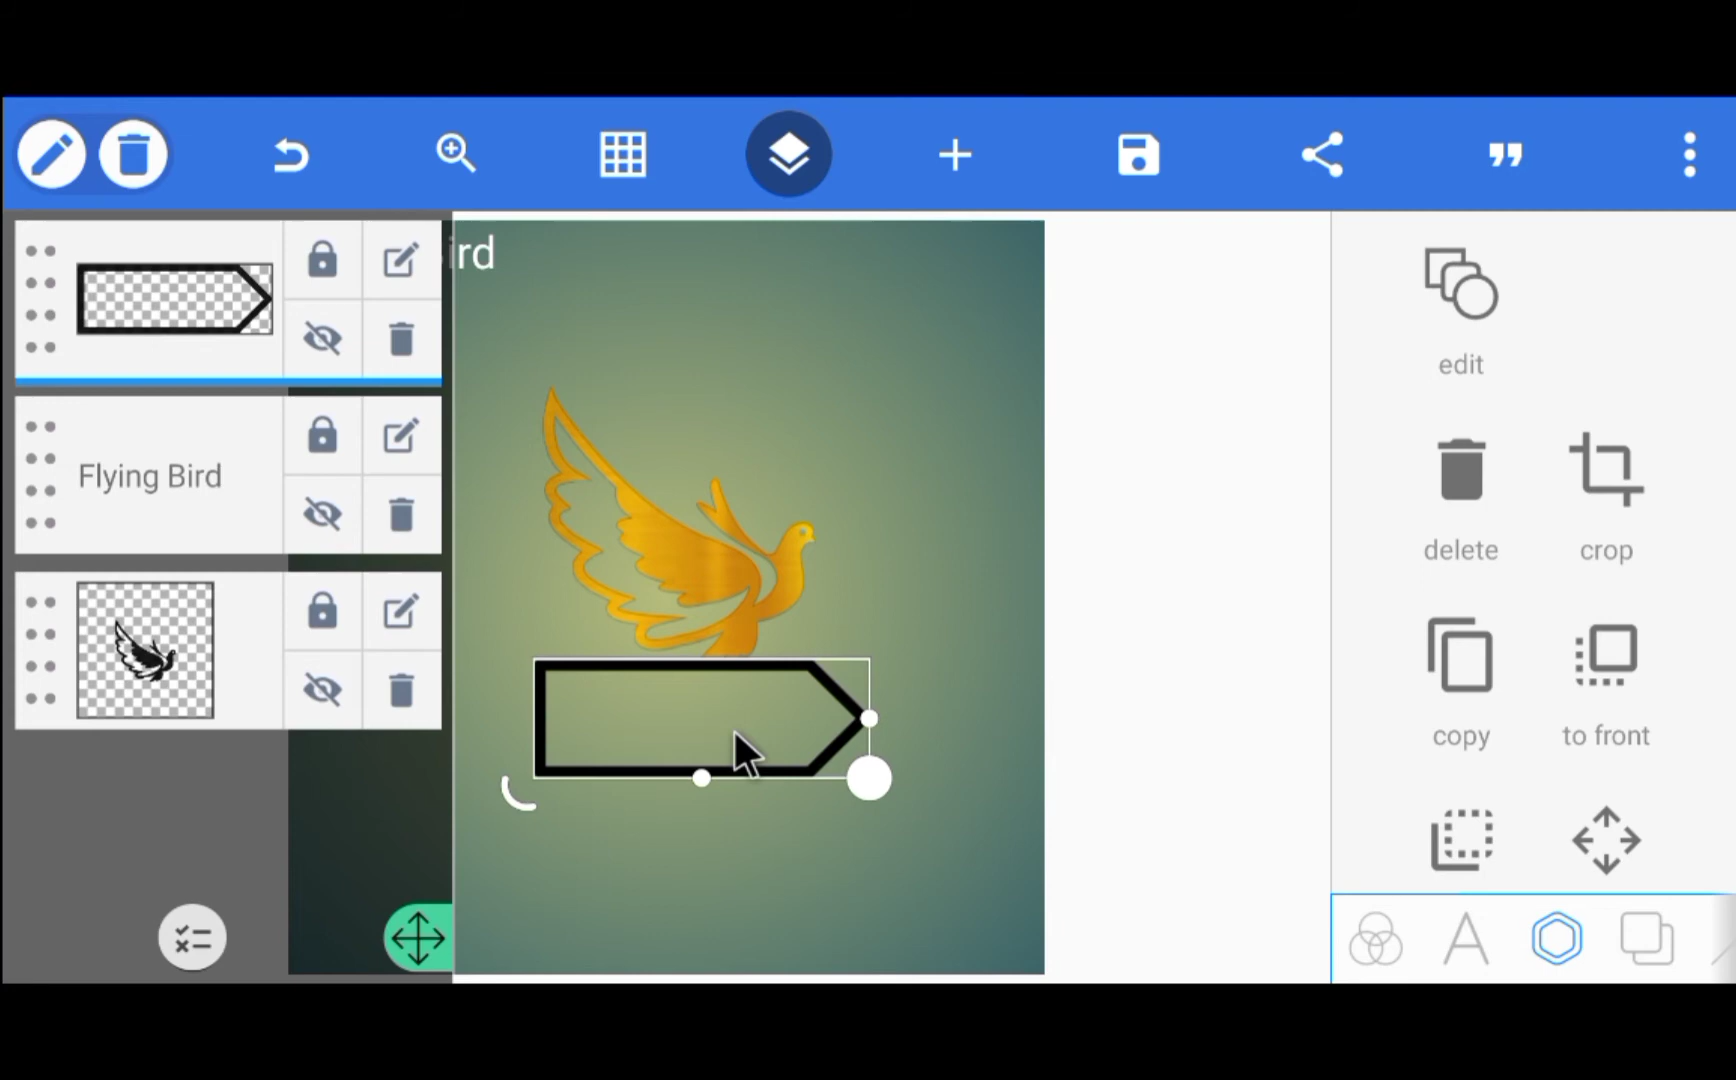 ird
edit
Flying Bird
delete
crop
copy
to front